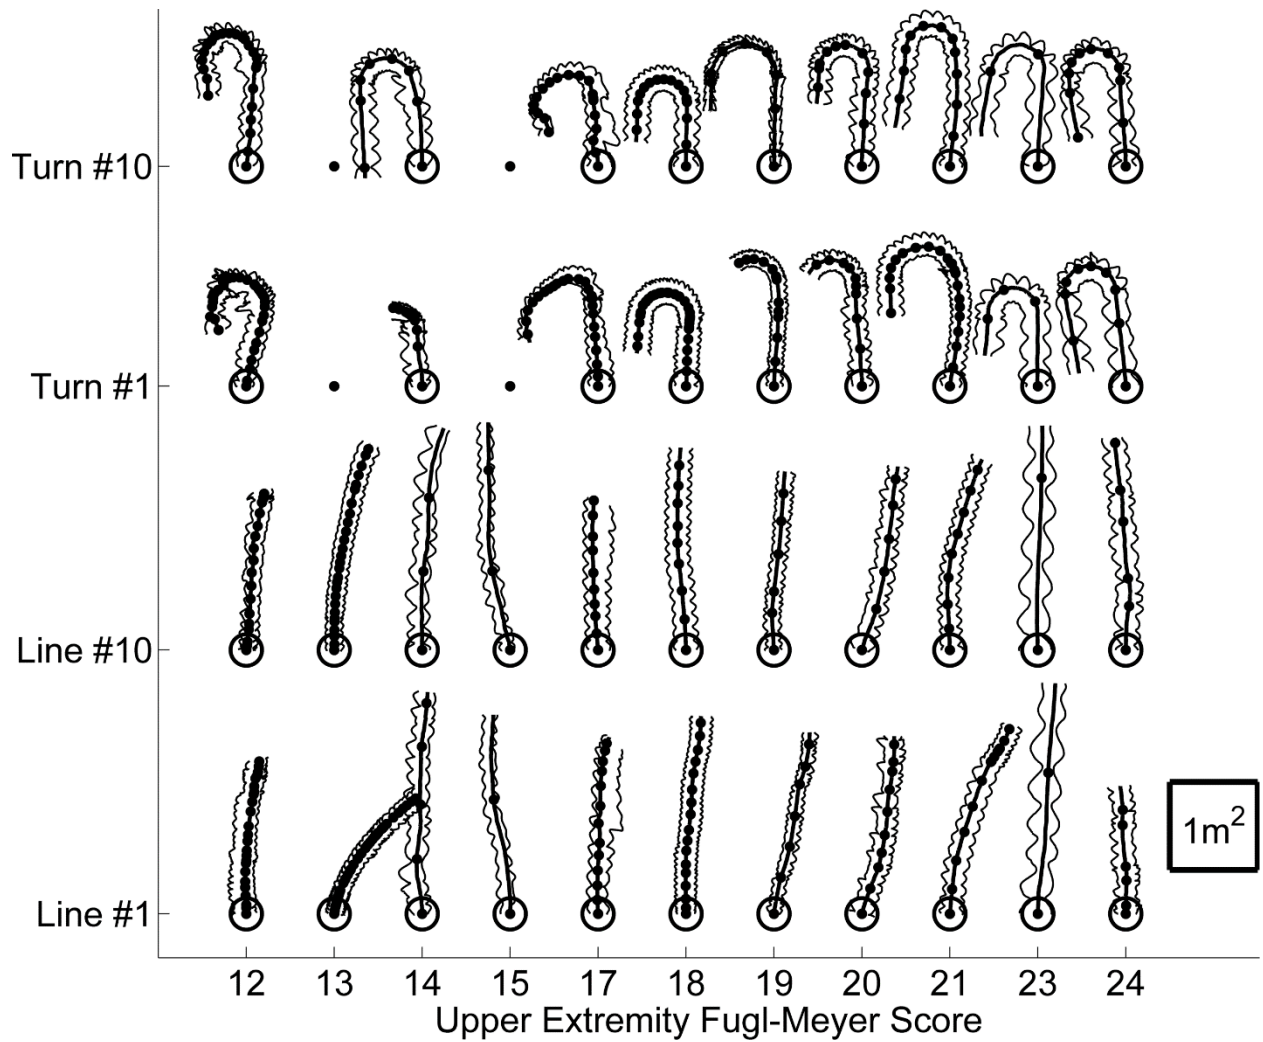 Turn #10
Turn #1
Line #10
Line #1
1m²
12 13 14 15 17 18 19 20 21 23 24
Upper Extremity Fugl-Meyer Score